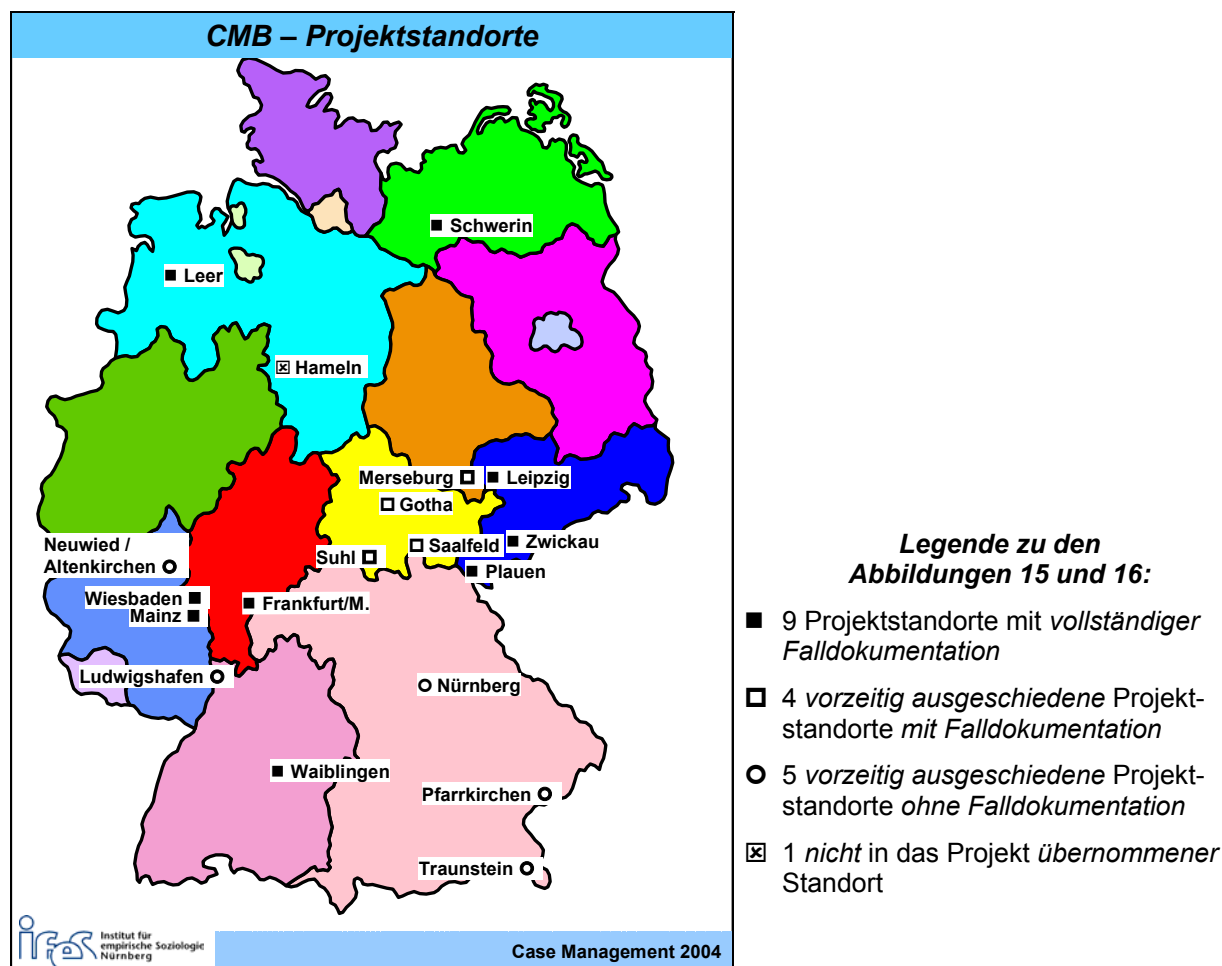 CMB – Projektstandorte
Schwerin
Leer
Hameln
Merseburg
Leipzig
Gotha
Neuwied /
Altenkirchen
Suhl
Saalfeld
Zwickau
Plauen
Wiesbaden
Mainz
Frankfurt/M.
Ludwigshafen
Nürnberg
Waiblingen
Pfarrkirchen
Traunstein
ifes
Institut für
empirische Soziologie
Nürnberg
Case Management 2004
Legende zu den
Abbildungen 15 und 16:
9 Projektstandorte mit vollständiger
Falldokumentation
4 vorzeitig ausgeschiedene Projekt-
standorte mit Falldokumentation
5 vorzeitig ausgeschiedene Projekt-
standorte ohne Falldokumentation
1 nicht in das Projekt übernommener
Standort